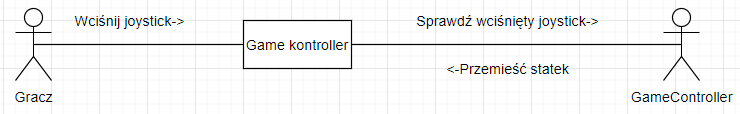 Wciśnij joystick->
Sprawdź wciśnięty joystick->
Game kontroller
<-Przemieść statek
Gracz
GameController